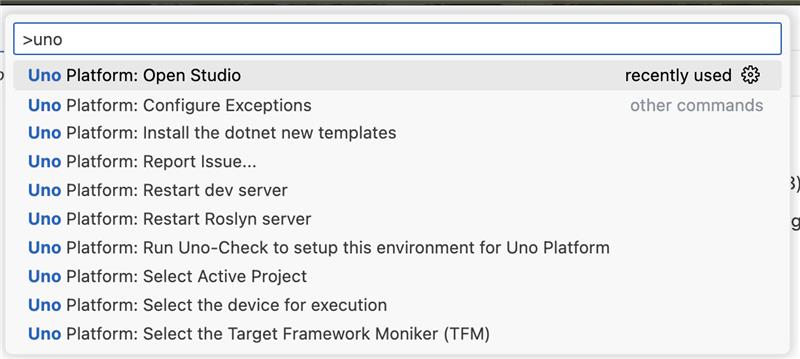 >uno
Uno Platform: Open Studio recently used
Uno Platform: Configure Exceptions other commands
Uno Platform: Install the dotnet new templates
Uno Platform: Report Issue...
Uno Platform: Restart dev server
Uno Platform: Restart Roslyn server
Uno Platform: Run Uno-Check to setup this environment for Uno Platform
Uno Platform: Select Active Project
Uno Platform: Select the device for execution
Uno Platform: Select the Target Framework Moniker (TFM)